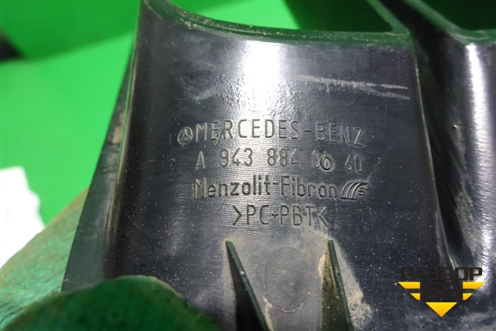 MERCEDES-BENZ
A 943 884 06 40
Menzolit-Fibron
>PC+PBT<